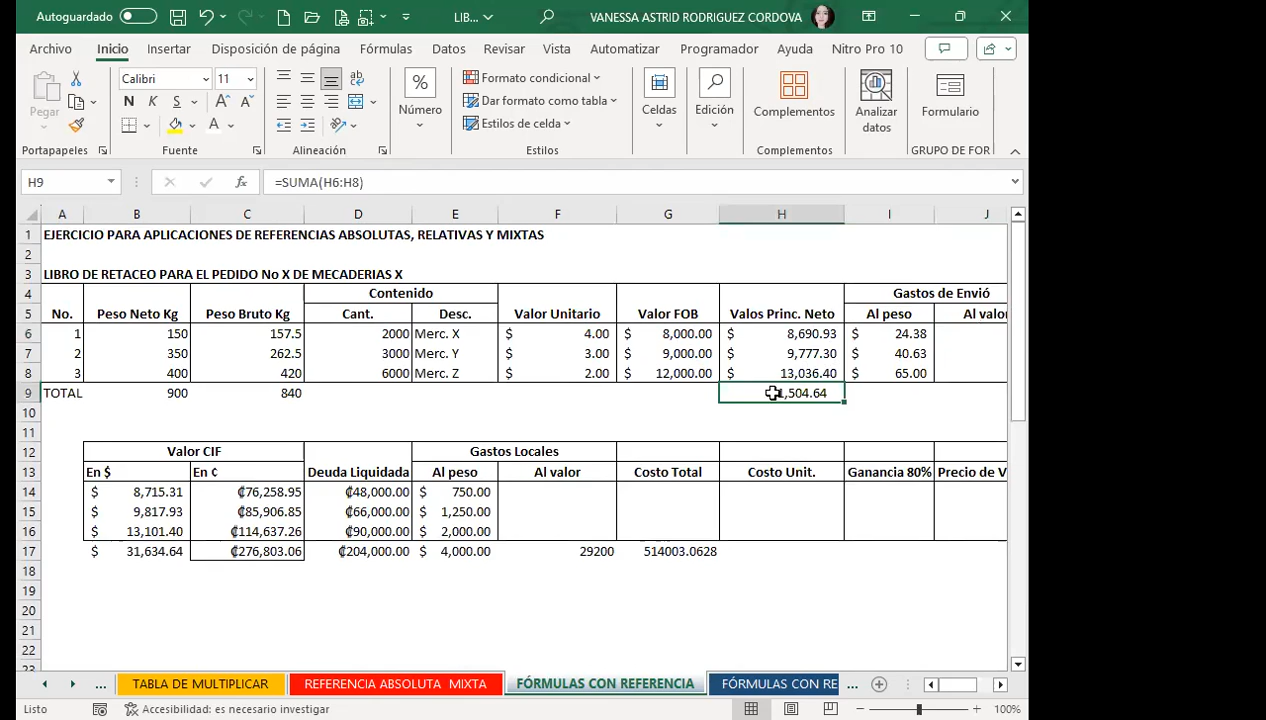 Autoguardado
LIB...
VANESSA ASTRID RODRIGUEZ CORDOVA
Archivo Inicio Insertar Disposición de página Fórmulas Datos Revisar Vista Automatizar Programador Ayuda Nitro Pro 10
Pegar
Calibri 11
N K S
A A
Número
Formato condicional
Dar formato como tabla
Estilos de celda
Celdas
Edición
Complementos
Analizar datos
Formulario
Portapapeles Fuente Alineación Estilos Complementos GRUPO DE FOR
H9 fx =SUMA(H6:H8)
A B C D E F G H I J
1 EJERCICIO PARA APLICACIONES DE REFERENCIAS ABSOLUTAS, RELATIVAS Y MIXTAS
2
3 LIBRO DE RETACEO PARA EL PEDIDO No X DE MECADERIAS X
4 Contenido Gastos de Envió
5 No. Peso Neto Kg Peso Bruto Kg Cant. Desc. Valor Unitario Valor FOB Valos Princ. Neto Al peso Al valor
6 1 150 157.5 2000 Merc. X $ 4.00 $ 8,000.00 $ 8,690.93 $ 24.38
7 2 350 262.5 3000 Merc. Y $ 3.00 $ 9,000.00 $ 9,777.30 $ 40.63
8 3 400 420 6000 Merc. Z $ 2.00 $ 12,000.00 $ 13,036.40 $ 65.00
9 TOTAL 900 840 1,504.64
10
11
12 Valor CIF Gastos Locales
13 En $ En ₡ Deuda Liquidada Al peso Al valor Costo Total Costo Unit. Ganancia 80% Precio de V
14 $ 8,715.31 ₡76,258.95 ₡48,000.00 $ 750.00
15 $ 9,817.93 ₡85,906.85 ₡66,000.00 $ 1,250.00
16 $ 13,101.40 ₡114,637.26 ₡90,000.00 $ 2,000.00
17 $ 31,634.64 ₡276,803.06 ₡204,000.00 $ 4,000.00 29200 514003.0628
18
19
20
21
22
23
... TABLA DE MULTIPLICAR REFERENCIA ABSOLUTA MIXTA FÓRMULAS CON REFERENCIA FÓRMULAS CON RE ...
Listo Accesibilidad: es necesario investigar 100%